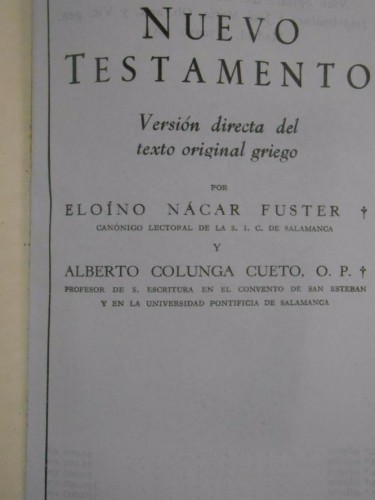 NUEVO
TESTAMENTO
Versión directa del
texto original griego
POR
ELOÍNO NÁCAR FUSTER †
CANÓNIGO LECTORAL DE LA S. I. C. DE SALAMANCA
Y
ALBERTO COLUNGA CUETO, O. P. †
PROFESOR DE S. ESCRITURA EN EL CONVENTO DE SAN ESTEBAN
Y EN LA UNIVERSIDAD PONTIFICIA DE SALAMANCA